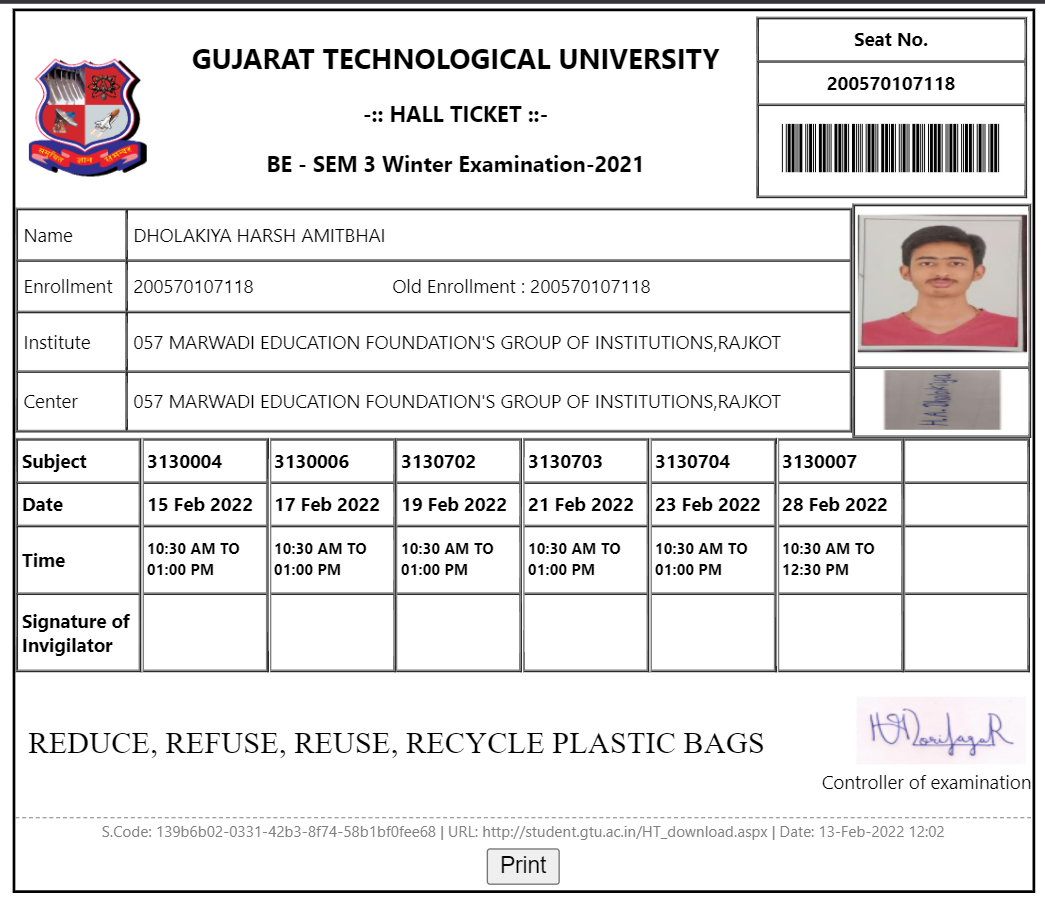 GUJARAT TECHNOLOGICAL UNIVERSITY
-:: HALL TICKET ::-
BE - SEM 3 Winter Examination-2021
Seat No.
200570107118
Name DHOLAKIYA HARSH AMITBHAI
Enrollment 200570107118 Old Enrollment : 200570107118
Institute 057 MARWADI EDUCATION FOUNDATION'S GROUP OF INSTITUTIONS,RAJKOT
Center 057 MARWADI EDUCATION FOUNDATION'S GROUP OF INSTITUTIONS,RAJKOT
H.A. Dholakiya
Subject 3130004 3130006 3130702 3130703 3130704 3130007
Date 15 Feb 2022 17 Feb 2022 19 Feb 2022 21 Feb 2022 23 Feb 2022 28 Feb 2022
Time 10:30 AM TO 10:30 AM TO 10:30 AM TO 10:30 AM TO 10:30 AM TO 10:30 AM TO
01:00 PM 01:00 PM 01:00 PM 01:00 PM 01:00 PM 12:30 PM
Signature of
Invigilator
REDUCE, REFUSE, REUSE, RECYCLE PLASTIC BAGS
Controller of examination
S.Code: 139b6b02-0331-42b3-8f74-58b1bf0fee68 | URL: http://student.gtu.ac.in/HT_download.aspx | Date: 13-Feb-2022 12:02
Print